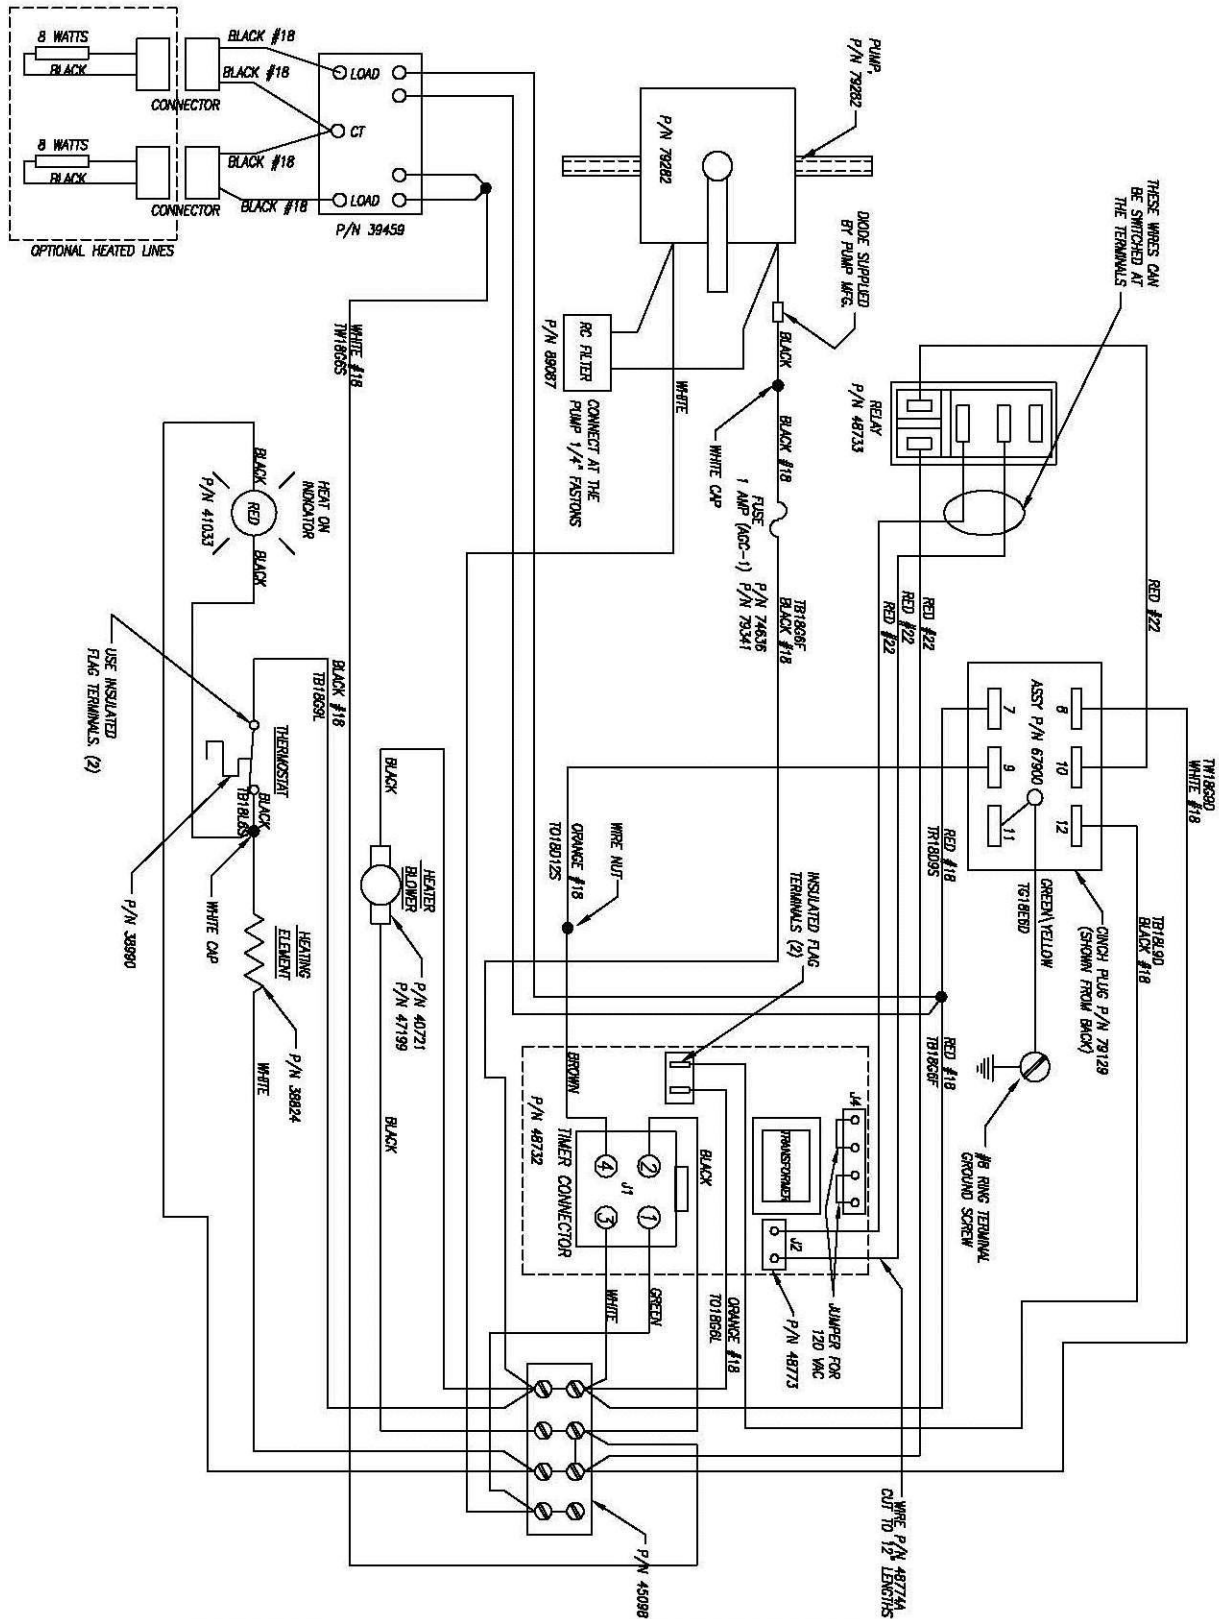 8 WATTS
BLACK
CONNECTOR
BLACK #18
BLACK #18
8 WATTS
BLACK
CONNECTOR
BLACK #18
BLACK #18
OPTIONAL HEATED LINES
LOAD
CT
LOAD
P/N 39459
P/N 79282
PUMP,
P/N 79282
DIODE SUPPLIED
BY PUMP MFG.
THESE WIRES CAN
BE SWITCHED AT
THE TERMINALS
RC FILTER
P/N 89087
CONNECT AT THE
PUMP 1/4" FASTONS
WHITE
BLACK
BLACK #18
WHITE CAP
FUSE
1 AMP (AGC-1)
P/N 74636
P/N 79341
TB18G6F
BLACK #18
RELAY
P/N 48733
RED #22
RED #22
RED #22
RED #22
WHITE #18
TW18G6S
BLACK
RED
BLACK
HEAT ON
INDICATOR
P/N 41033
USE INSULATED
FLAG TERMINALS. (2)
BLACK #18
TB18G9L
THERMOSTAT
BLACK
TB18L6S
P/N 38990
WHITE CAP
HEATING
ELEMENT
P/N 38824
WHITE
BLACK
HEATER
BLOWER
P/N 40721
P/N 47199
BLACK
ASSY P/N 67900
8
10
12
7
9
11
TW18G9D
WHITE #18
TB18L9D
BLACK #18
CINCH PLUG P/N 79129
(SHOWN FROM BACK)
GREEN\YELLOW
TG18E6D
RED #18
TR18D9S
#8 RING TERMINAL
GROUND SCREW
ORANGE #18
TO18D12S
WIRE NUT
INSULATED FLAG
TERMINALS (2)
RED #18
TB18G6F
BROWN
P/N 48732
TIMER CONNECTOR
J1
4
2
3
1
BLACK
TRANSFORMER
J4
J2
JUMPER FOR
120 VAC
P/N 48773
WHITE
GREEN
ORANGE #18
TO18G6L
WIRE P/N 48774A
CUT TO 12" LENGTHS
P/N 45098